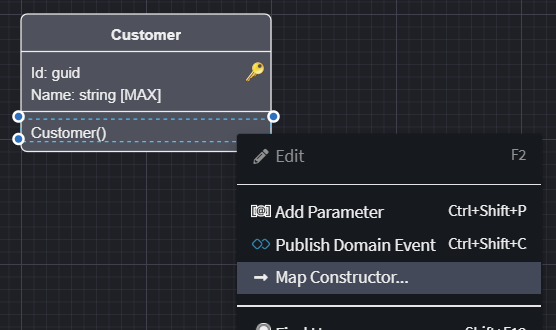 Customer
Id: guid
Name: string [MAX]
Customer()
Edit F2
Add Parameter Ctrl+Shift+P
Publish Domain Event Ctrl+Shift+C
Map Constructor...